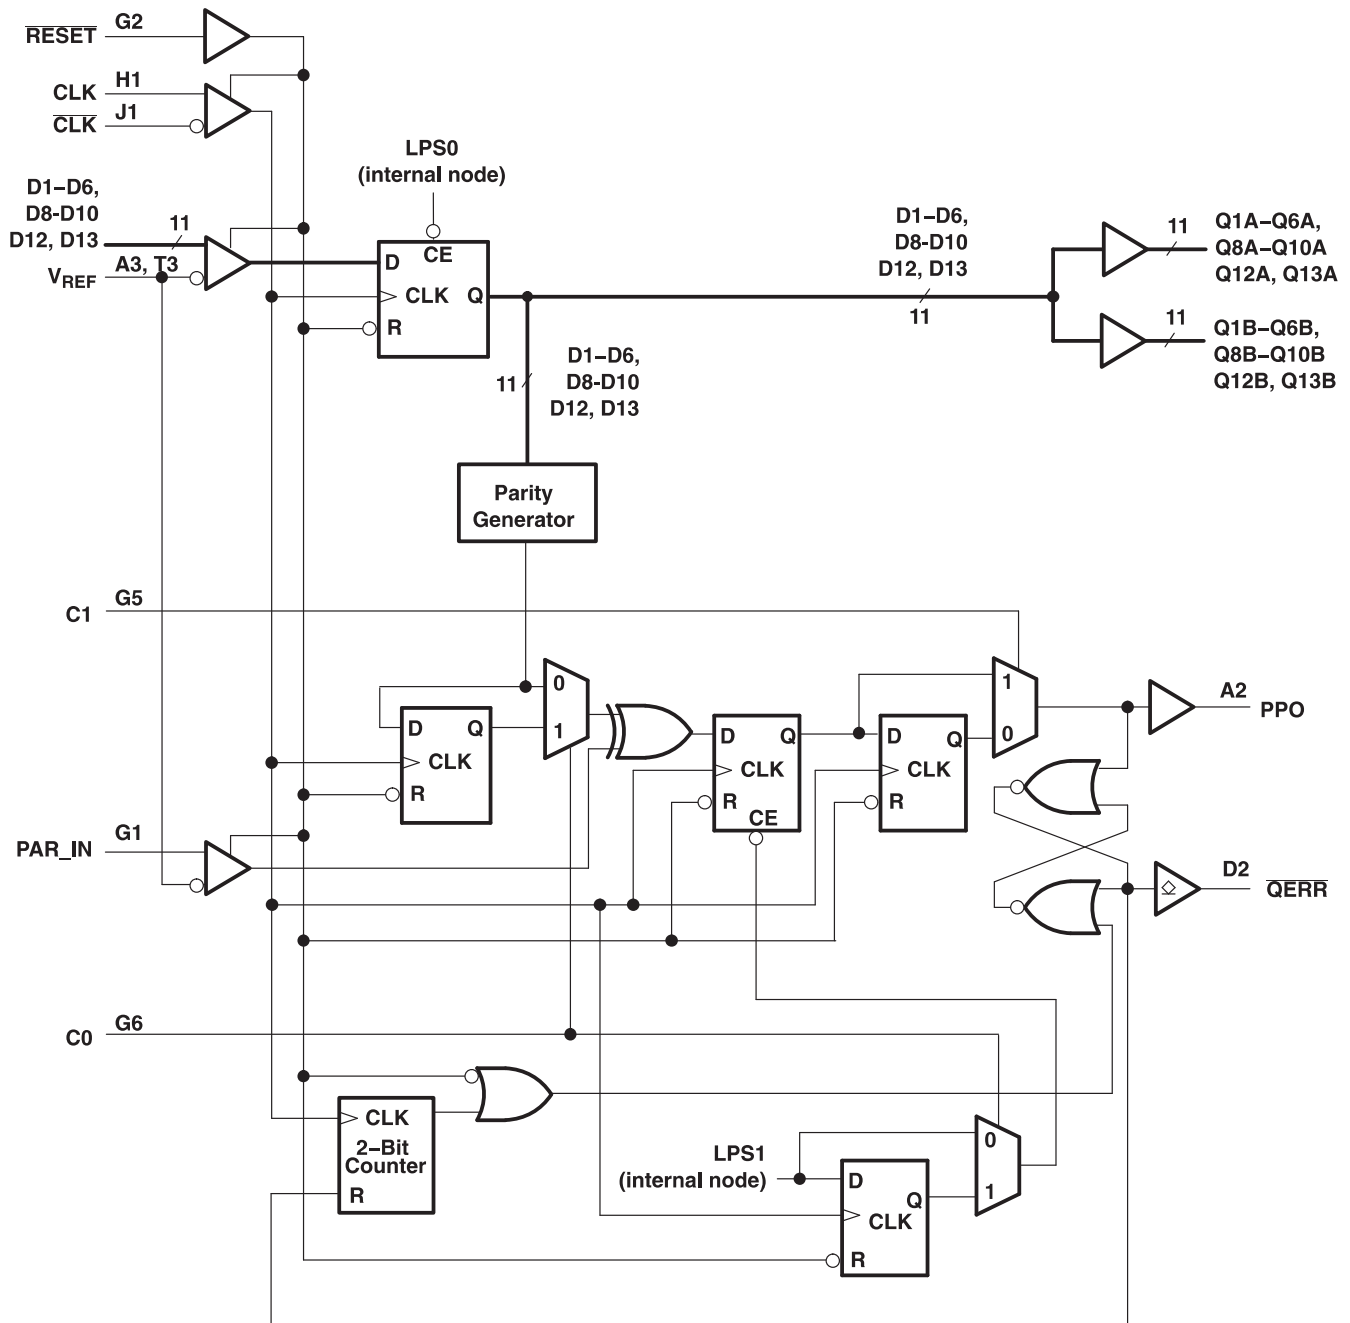 RESET G2
CLK H1
CLK J1
LPS0
(internal node)
D1–D6,
D8-D10
D12, D13
11
VREF A3, T3
D
CE
CLK
Q
R
D1–D6,
D8-D10
D12, D13
11
11
Q1A–Q6A,
Q8A–Q10A
Q12A, Q13A
11
Q1B–Q6B,
Q8B–Q10B
Q12B, Q13B
11
D1–D6,
D8-D10
D12, D13
Parity
Generator
C1 G5
0
1
D
Q
CLK
R
D
Q
CLK
R
CE
D
Q
CLK
R
1
0
A2
PPO
PAR_IN G1
D2
QERR
C0 G6
CLK
2–Bit
Counter
R
LPS1
(internal node)
D
Q
CLK
R
0
1